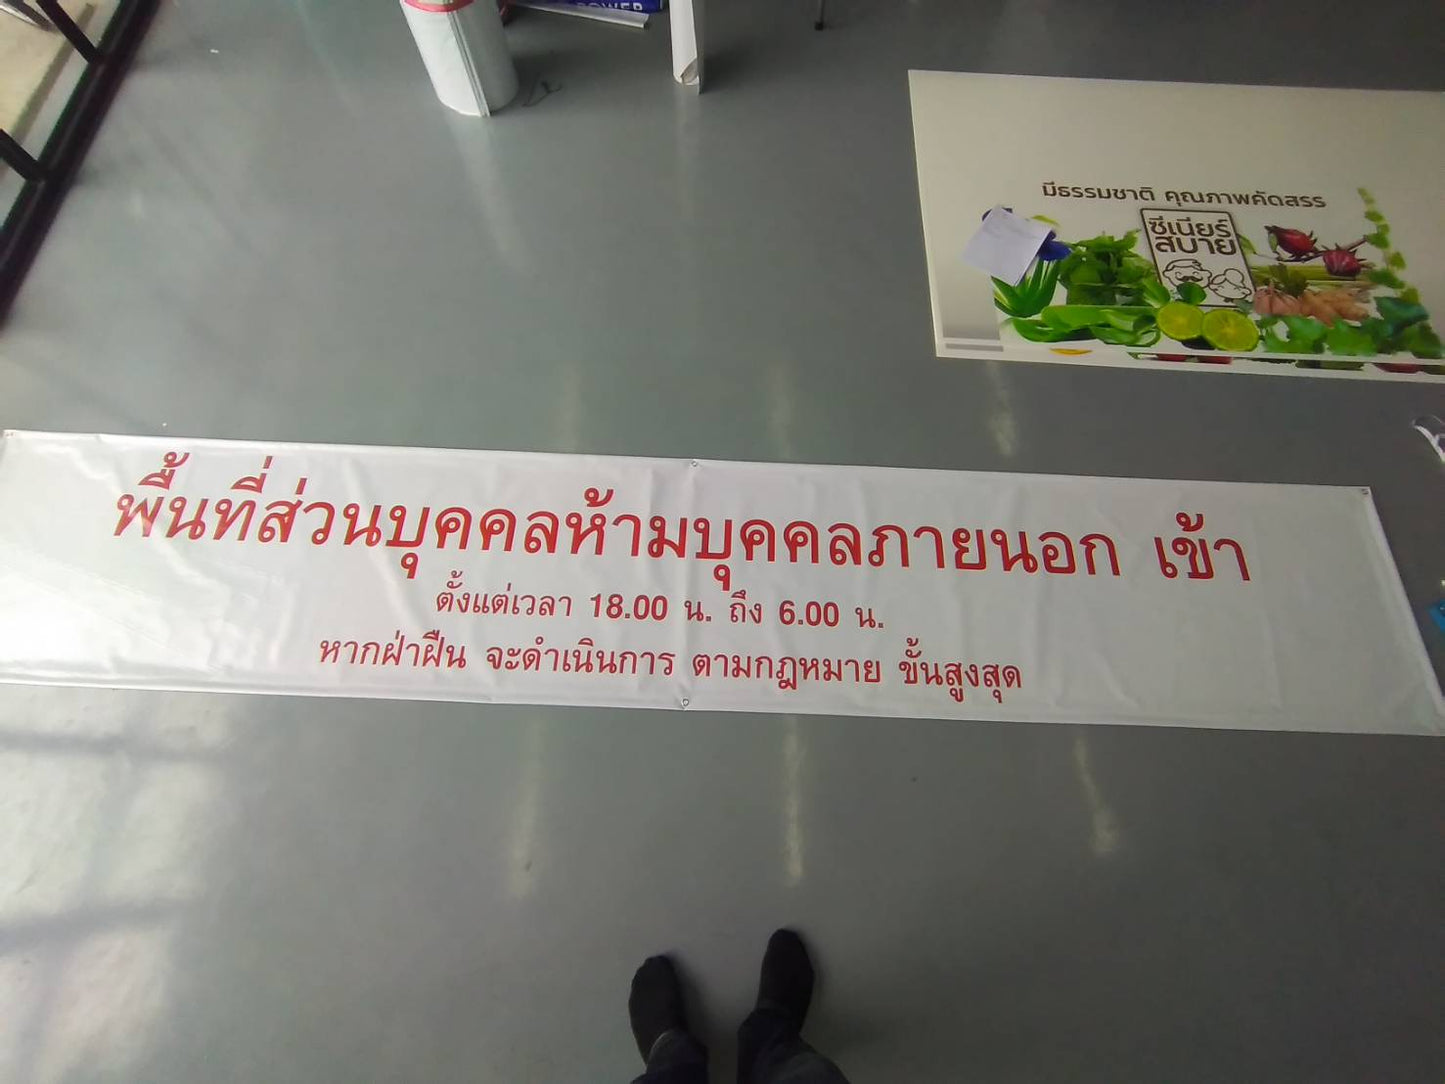 POWER
มีธรรมชาติ คุณภาพคัดสรร
ซีเนียร์
สบาย
พื้นที่ส่วนบุคคลห้ามบุคคลภายนอก เข้า
ตั้งแต่เวลา 18.00 น. ถึง 6.00 น.
หากฝ่าฝืน จะดำเนินการ ตามกฎหมาย ขั้นสูงสุด